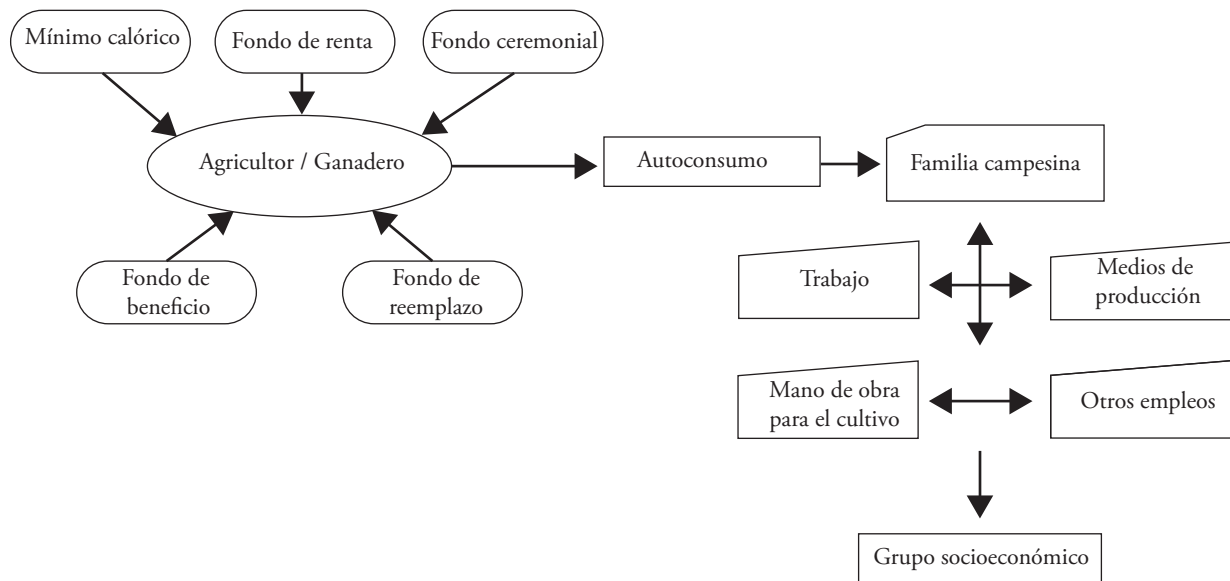 Mínimo calórico
Fondo de renta
Fondo ceremonial
Agricultor / Ganadero
Autoconsumo
Familia campesina
Fondo de
beneficio
Fondo de
reemplazo
Trabajo
Medios de
producción
Mano de obra
para el cultivo
Otros empleos
Grupo socioeconómico